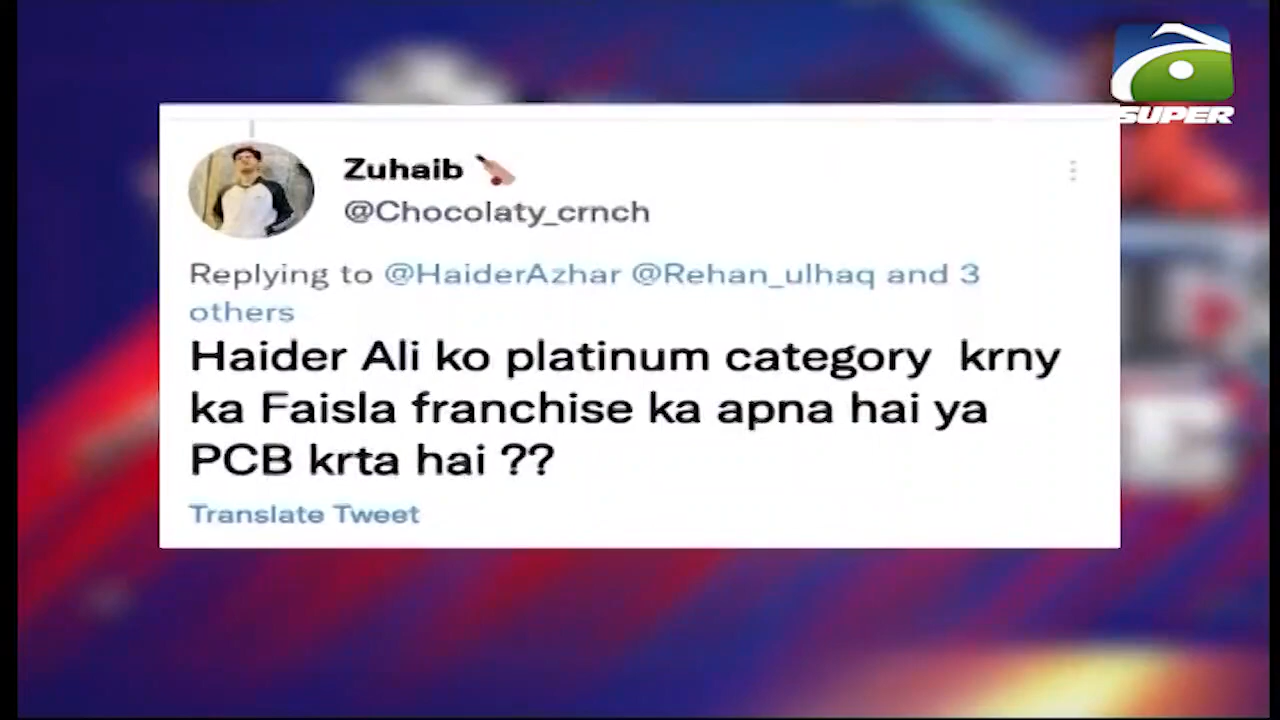 SUPER
Zuhaib
@Chocolaty_crnch
Replying to @HaiderAzhar @Rehan_ulhaq and 3
others
Haider Ali ko platinum category krny
ka Faisla franchise ka apna hai ya
PCB krta hai ??
Translate Tweet